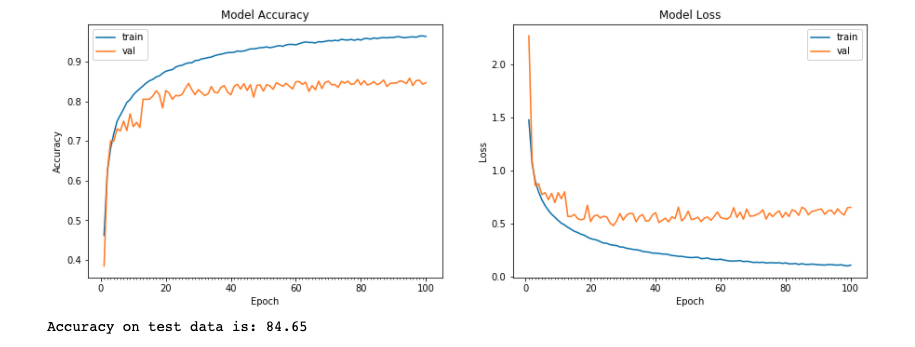 Model Accuracy
train
val
0.9
0.8
0.7
0.6
0.5
0.4
Accuracy
0 20 40 60 80 100
Epoch
Model Loss
train
val
2.0
1.5
1.0
0.5
0.0
Loss
0 20 40 60 80 100
Epoch
Accuracy on test data is: 84.65